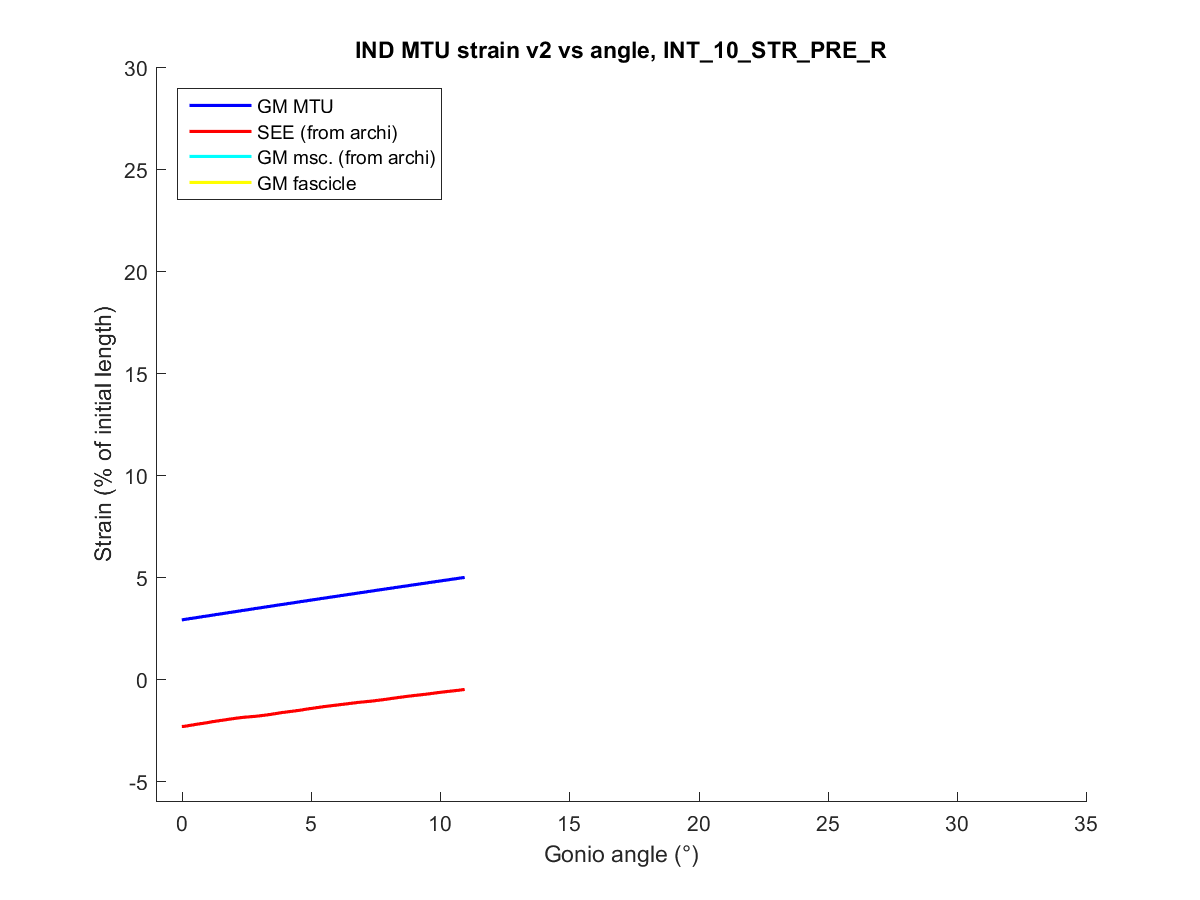 IND MTU strain v2 vs angle, INT_10_STR_PRE_R
GM MTU
SEE (from archi)
GM msc. (from archi)
GM fascicle
Strain (% of initial length)
30
25
20
15
10
5
0
-5
0 5 10 15 20 25 30 35
Gonio angle (°)